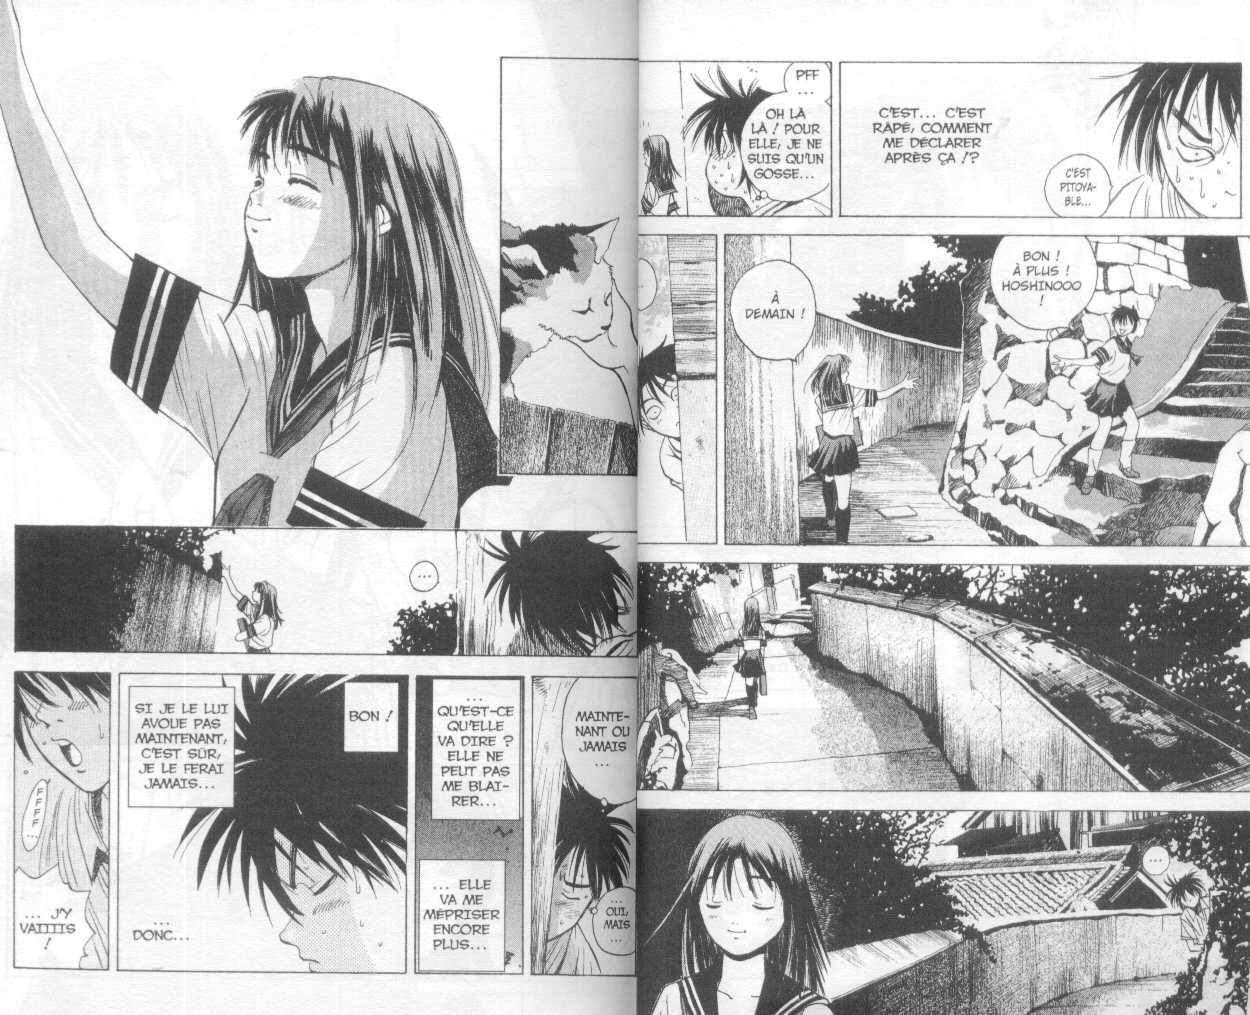 C'EST... C'EST
RÂPÉ, COMMENT
ME DÉCLARER
APRÈS ÇA !?
C'EST
PITOYA-
BLE...
PFF
...
OH LÀ
LÀ ! POUR
ELLE, JE NE
SUIS QU'UN
GOSSE...
BON !
À PLUS !
HOSHINOOO
!
À
DEMAIN !
...
...
MAINTE-
NANT OU
JAMAIS
...
...
OUI,
MAIS
...
...
QU'EST-CE
QU'ELLE
VA DIRE ?
ELLE NE
PEUT PAS
ME BLAI-
RER...
... ELLE
VA ME
MÉPRISER
ENCORE
PLUS...
BON !
SI JE LE LUI
AVOUE PAS
MAINTENANT,
C'EST SÛR,
JE LE FERAI
JAMAIS...
...
DONC...
FFFF...
... J'Y
VAIIIIS
!